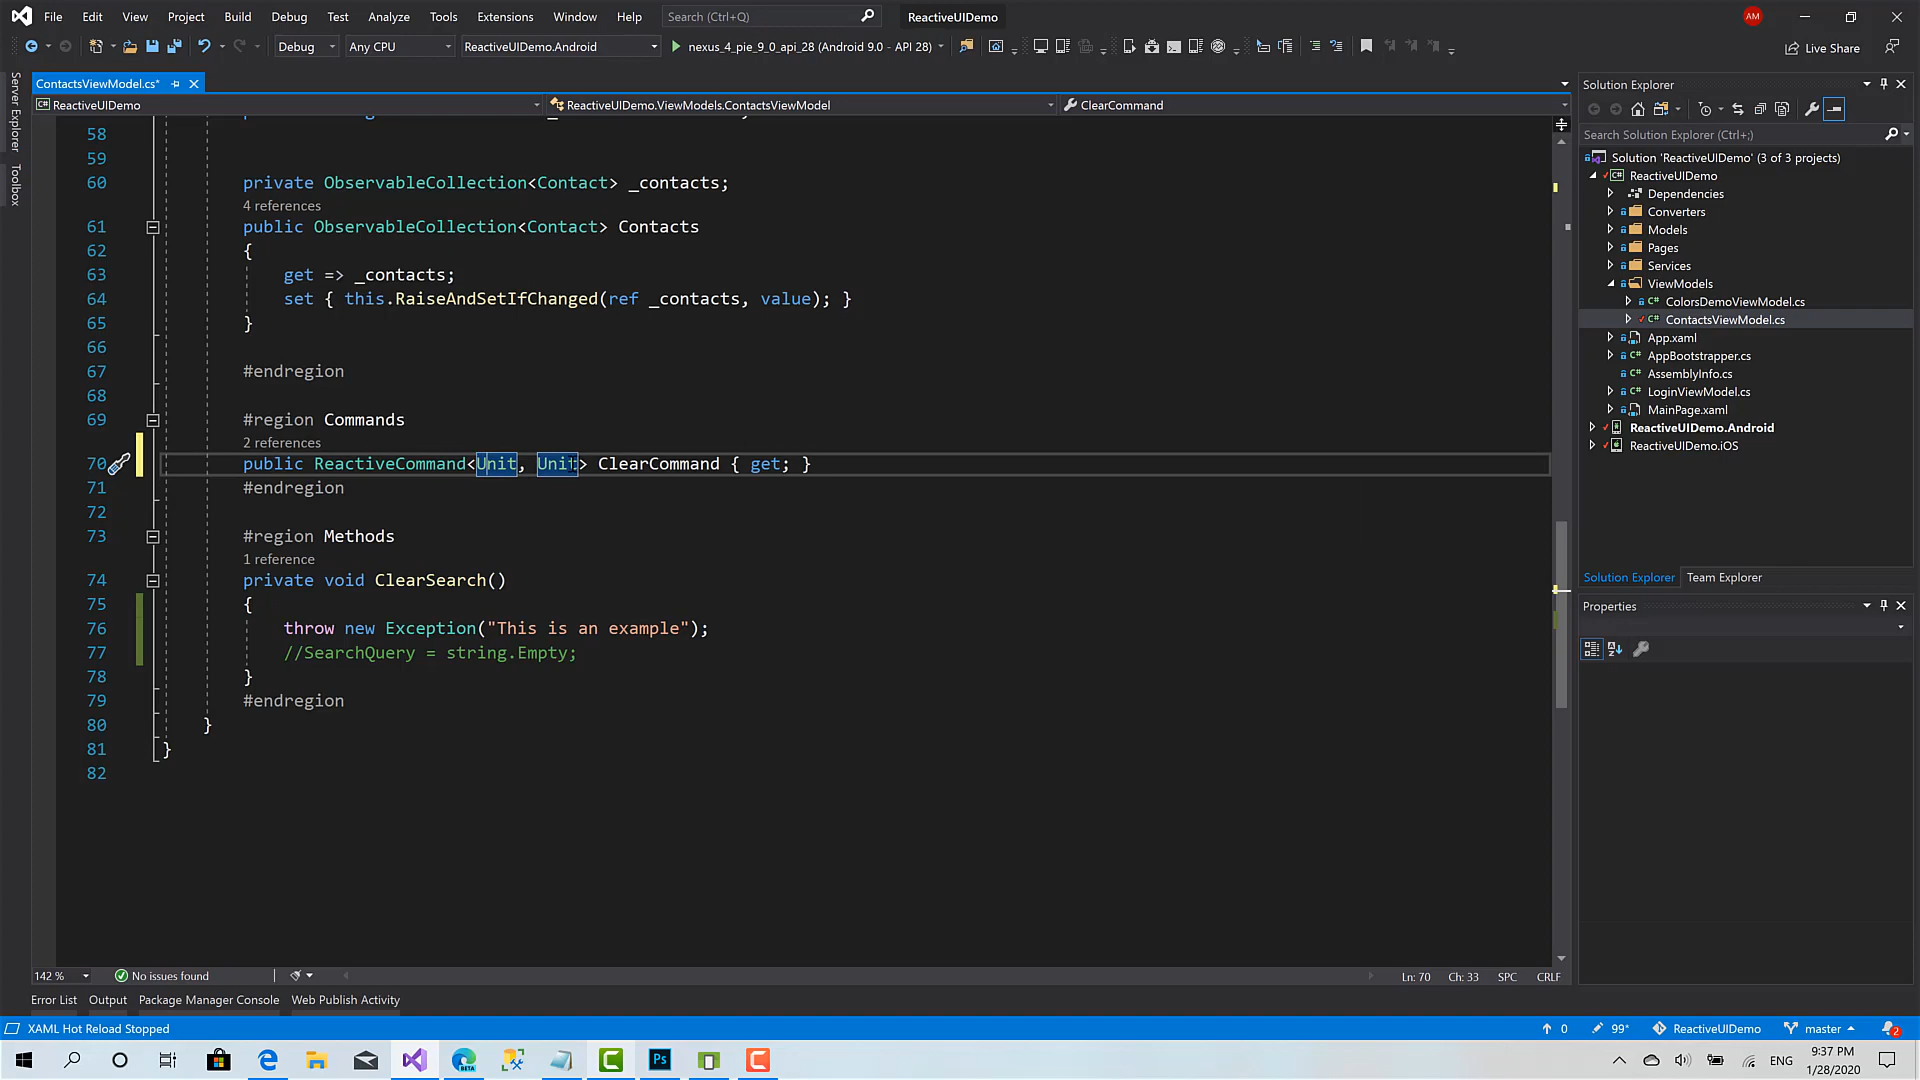 File Edit View Project Build Debug Test Analyze Tools Extensions Window Help Search (Ctrl+Q) ReactiveUIDemo AM
Debug Any CPU ReactiveUIDemo.Android nexus_4_pie_9_0_api_28 (Android 9.0 - API 28) Live Share
Server Explorer
Toolbox
ContactsViewModel.cs*
ReactiveUIDemo ReactiveUIDemo.ViewModels.ContactsViewModel ClearCommand
58
59
60 private ObservableCollection<Contact> _contacts;
4 references
61 public ObservableCollection<Contact> Contacts
62 {
63 get => _contacts;
64 set { this.RaiseAndSetIfChanged(ref _contacts, value); }
65 }
66
67 #endregion
68
69 #region Commands
2 references
70 public ReactiveCommand<Unit, Unit> ClearCommand { get; }
71 #endregion
72
73 #region Methods
1 reference
74 private void ClearSearch()
75 {
76 throw new Exception("This is an example");
77 //SearchQuery = string.Empty;
78 }
79 #endregion
80 }
81 }
82
142 % No issues found Ln: 70 Ch: 33 SPC CRLF
Error List Output Package Manager Console Web Publish Activity
Solution Explorer
Search Solution Explorer (Ctrl+;)
Solution 'ReactiveUIDemo' (3 of 3 projects)
ReactiveUIDemo
Dependencies
Converters
Models
Pages
Services
ViewModels
C# ColorsDemoViewModel.cs
C# ContactsViewModel.cs
App.xaml
C# AppBootstrapper.cs
C# AssemblyInfo.cs
C# LoginViewModel.cs
MainPage.xaml
ReactiveUIDemo.Android
ReactiveUIDemo.iOS
Solution Explorer Team Explorer
Properties
XAML Hot Reload Stopped 0 99* ReactiveUIDemo master 2
BETA Ps C C ENG 9:37 PM
1/28/2020